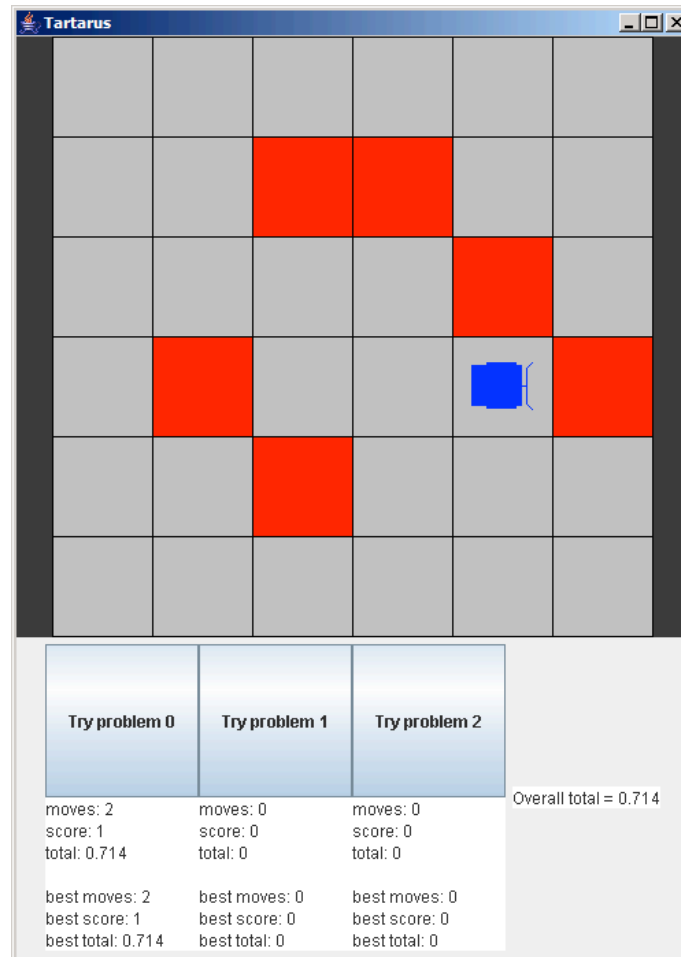 Tartarus
Try problem 0
Try problem 1
Try problem 2
moves: 2
score: 1
total: 0.714
best moves: 2
best score: 1
best total: 0.714
moves: 0
score: 0
total: 0
best moves: 0
best score: 0
best total: 0
moves: 0
score: 0
total: 0
best moves: 0
best score: 0
best total: 0
Overall total = 0.714